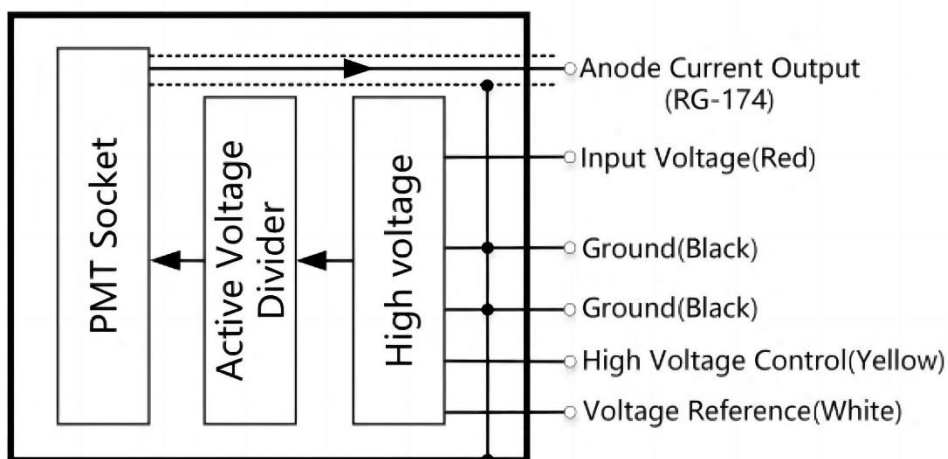 PMT Socket
Active Voltage
Divider
High voltage
Anode Current Output
(RG-174)
Input Voltage(Red)
Ground(Black)
Ground(Black)
High Voltage Control(Yellow)
Voltage Reference(White)